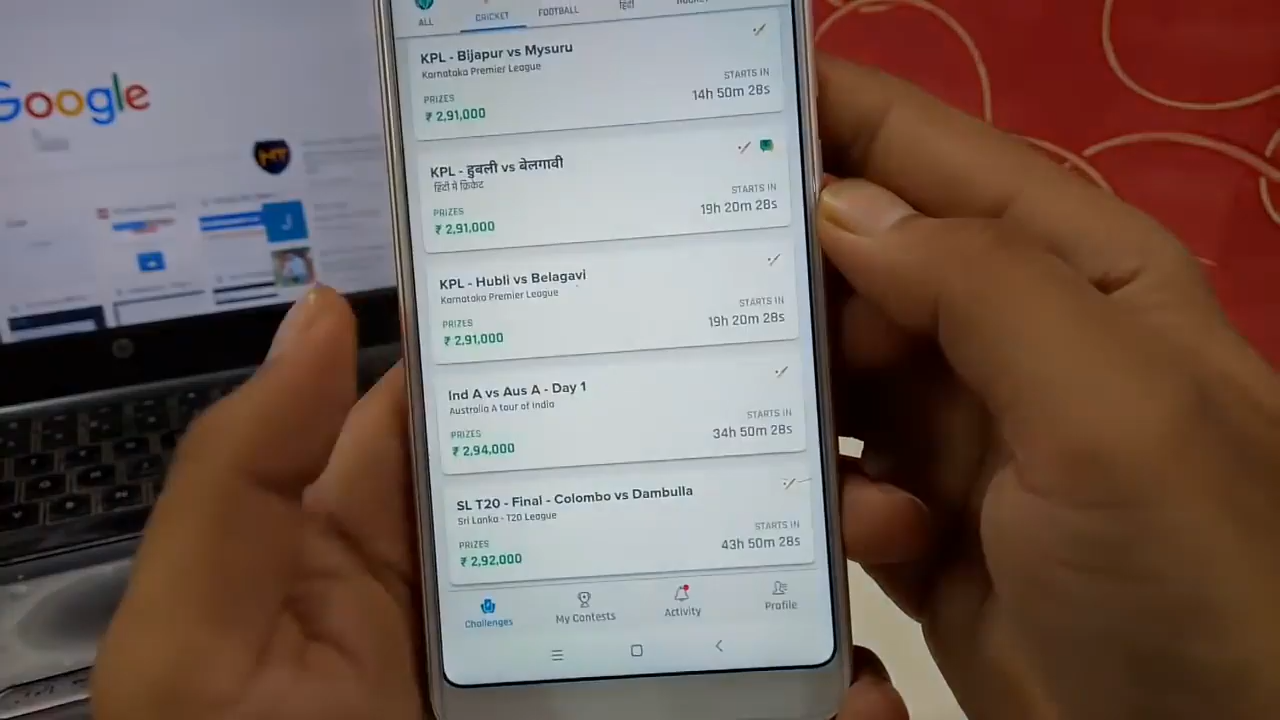 Google
NT
J
ALL
CRICKET
FOOTBALL
हिंदी
KPL - Bijapur vs Mysuru
Karnataka Premier League
PRIZES
₹ 2,91,000
STARTS IN
14h 50m 28s
KPL - हुबली vs बेलगावी
हिंदी में क्रिकेट
PRIZES
₹ 2,91,000
STARTS IN
19h 20m 28s
KPL - Hubli vs Belagavi
Karnataka Premier League
PRIZES
₹ 2,91,000
STARTS IN
19h 20m 28s
Ind A vs Aus A - Day 1
Australia A tour of India
PRIZES
₹ 2,94,000
STARTS IN
34h 50m 28s
SL T20 - Final - Colombo vs Dambulla
Sri Lanka - T20 League
PRIZES
₹ 2,92,000
STARTS IN
43h 50m 28s
Challenges
My Contests
Activity
Profile